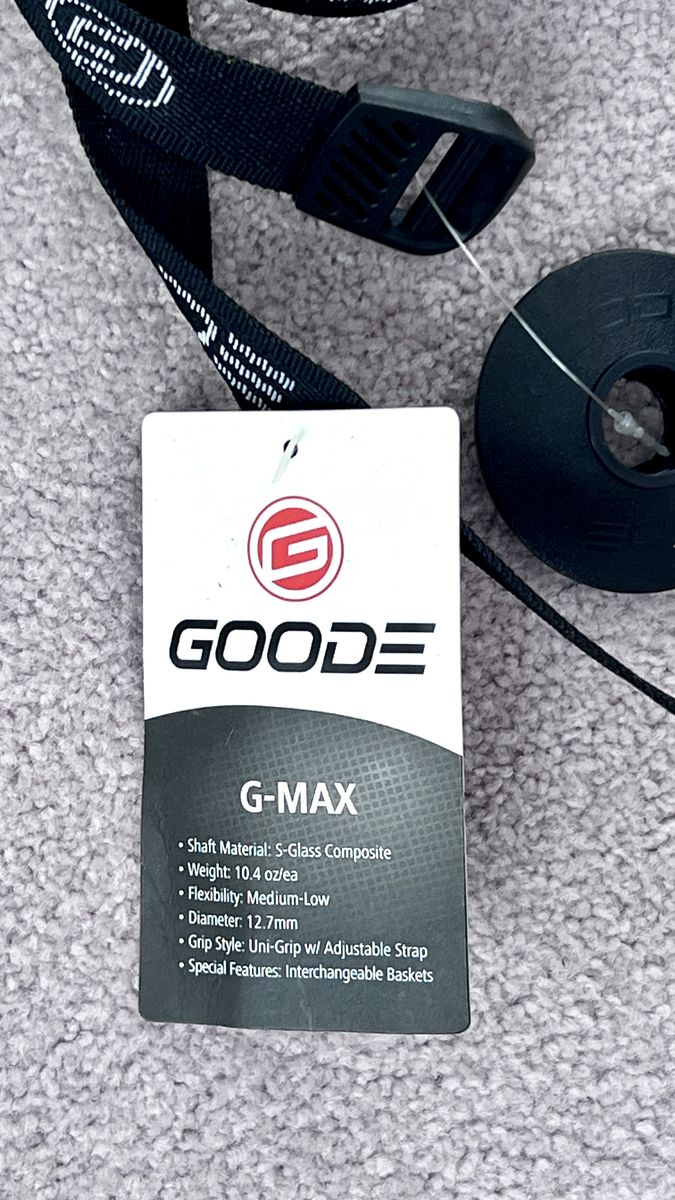 G
GOODE
G-MAX
• Shaft Material: S-Glass Composite
• Weight: 10.4 oz/ea
• Flexibility: Medium-Low
• Diameter: 12.7mm
• Grip Style: Uni-Grip w/ Adjustable Strap
• Special Features: Interchangeable Baskets